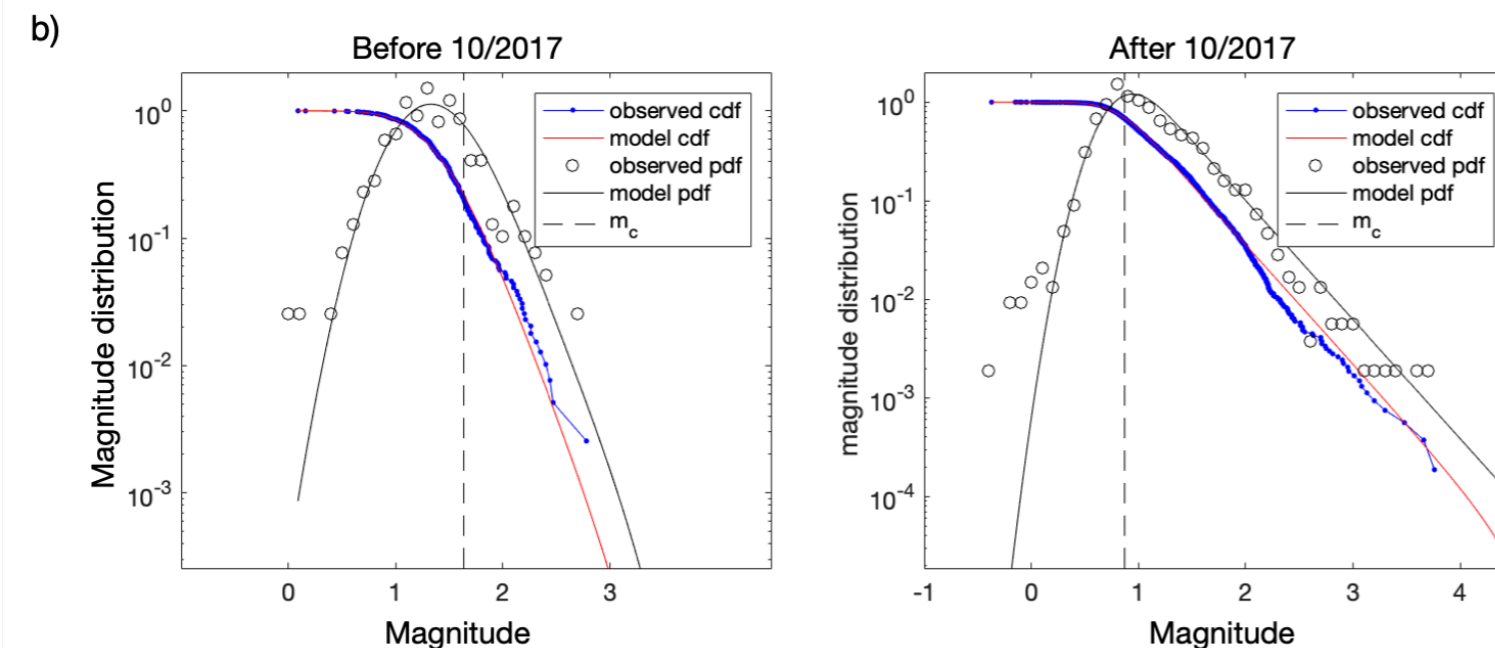 b)
Before 10/2017
10^0
10^-1
10^-2
10^-3
Magnitude distribution
0
1
2
3
Magnitude
observed cdf
model cdf
observed pdf
model pdf
m_c
After 10/2017
10^0
10^-1
10^-2
10^-3
10^-4
magnitude distribution
-1
0
1
2
3
4
Magnitude
observed cdf
model cdf
observed pdf
model pdf
m_c